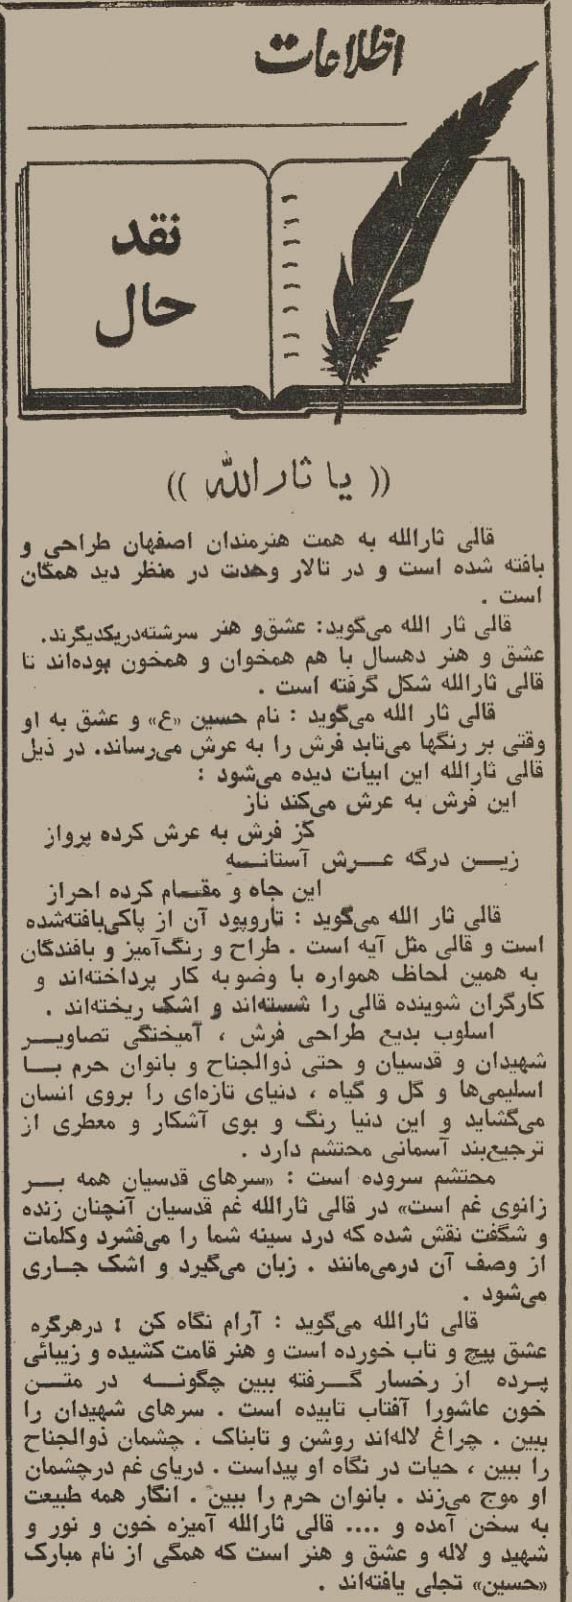 اطلاعات
نقد
حال
(( یا ثارالله ))
قالی ثارالله به همت هنرمندان اصفهان طراحی و
بافته شده است و در تالار وحدت در منظر دید همگان
است .
قالی ثار الله می‌گوید: عشق‌و هنر سرشته‌دریکدیگرند.
عشق و هنر دهسال با هم همخوان و همخون بوده‌اند تا
قالی ثارالله شکل گرفته است .
قالی ثار الله می‌گوید : نام حسین «ع» و عشق به او
وقتی بر رنگها می‌تابد فرش را به عرش می‌رساند. در ذیل
قالی ثارالله این ابیات دیده می‌شود :
این فرش به عرش می‌کند ناز
کز فرش به عرش کرده پرواز
زیـــن درگه عـــرش آستانـــه
این جاه و مقـــام کرده احراز
قالی ثار الله می‌گوید : تاروپود آن از پاکی‌بافته‌شده
است و قالی مثل آیه است . طراح و رنگ‌آمیز و بافندگان
به همین لحاظ همواره با وضو به کار پرداخته‌اند و
کارگران شوینده قالی را شسته‌اند و اشک ریخته‌اند .
اسلوب بدیع طراحی فرش ، آمیختگی تصاویـــر
شهیدان و قدسیان و حتی ذوالجناح و بانوان حرم بـــا
اسلیمی‌ها و گل و گیاه ، دنیای تازه‌ای را بروی انسان
می‌گشاید و این دنیا رنگ و بوی آشکار و معطری از
ترجیع‌بند آسمانی محتشم دارد .
محتشم سروده است : «سرهای قدسیان همه بـــر
زانوی غم است» در قالی ثارالله غم قدسیان آنچنان زنده
و شگفت نقش شده که درد سینه شما را می‌فشرد وکلمات
از وصف آن درمی‌مانند . زبان می‌گیرد و اشک جـاری
می‌شود .
قالی ثارالله می‌گوید : آرام نگاه کن ! درهرگره
عشق پیچ و تاب خورده است و هنر قامت کشیده و زیبائی
پـرده از رخسار گـــرفته ببین چگونـــه در متـــن
خون عاشورا آفتاب تابیده است . سرهای شهیدان را
ببین . چراغ لاله‌اند روشن و تابناک . چشمان ذوالجناح
را ببین ، حیات در نگاه او پیداست . دریای غم درچشمان
او موج می‌زند . بانوان حرم را ببین . انگار همه طبیعت
به سخن آمده و .... قالی ثارالله آمیزه خون و نور و
شهید و لاله و عشق و هنر است که همگی از نام مبارک
«حسین» تجلی یافته‌اند .